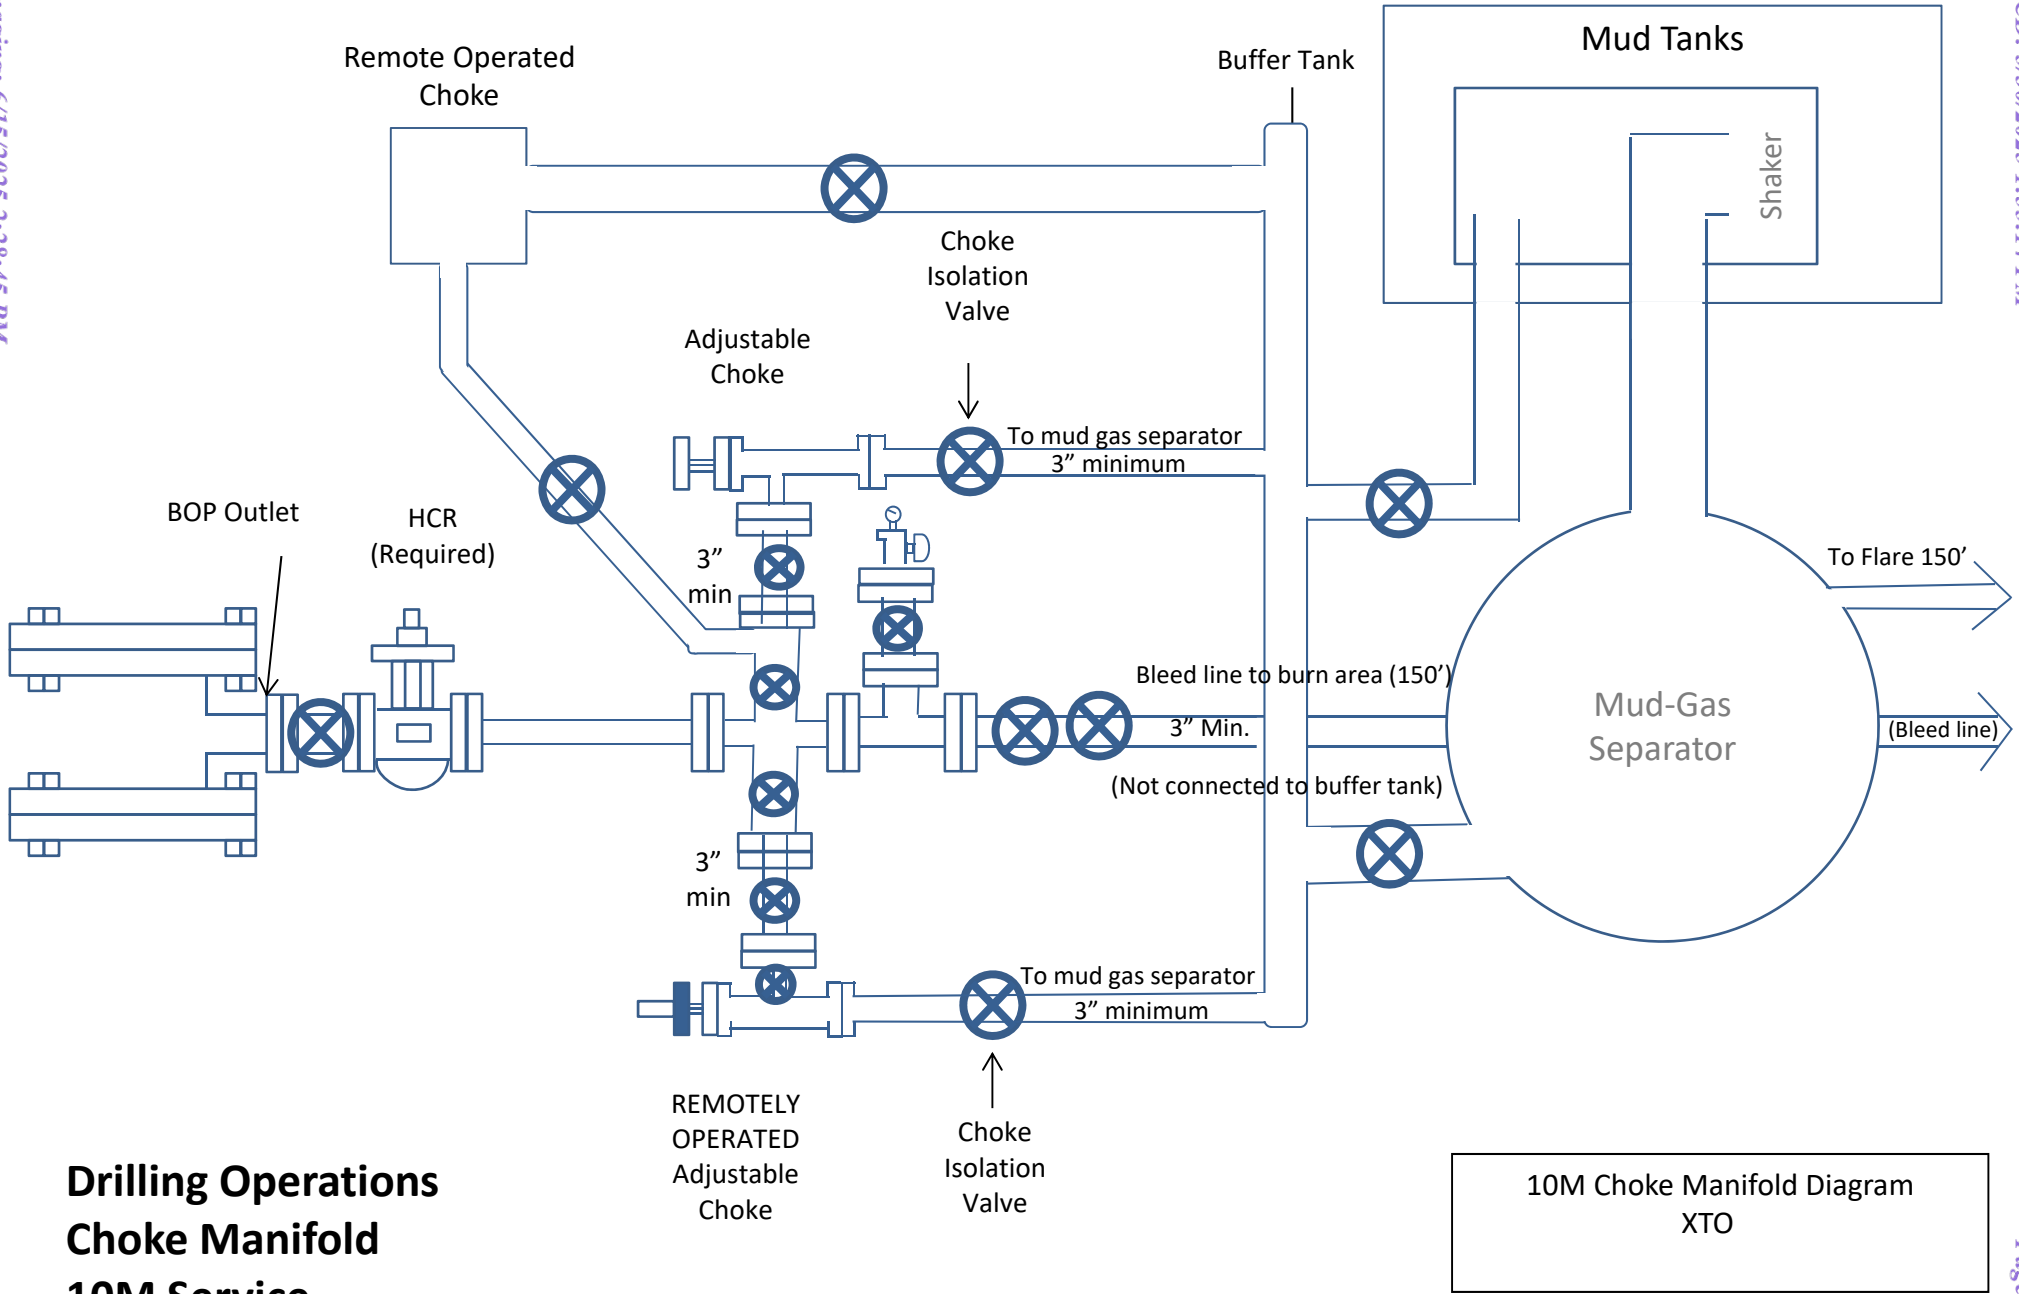 Mud Tanks
Remote Operated
Choke
Buffer Tank
Shaker
Choke
Isolation
Valve
Adjustable
Choke
To mud gas separator
3” minimum
BOP Outlet
HCR
(Required)
3”
min
To Flare 150’
Bleed line to burn area (150’)
3” Min.
Mud-Gas
Separator
(Bleed line)
(Not connected to buffer tank)
3”
min
To mud gas separator
3” minimum
REMOTELY
OPERATED
Adjustable
Choke
Choke
Isolation
Valve
Drilling Operations
Choke Manifold
10M Service
10M Choke Manifold Diagram
XTO